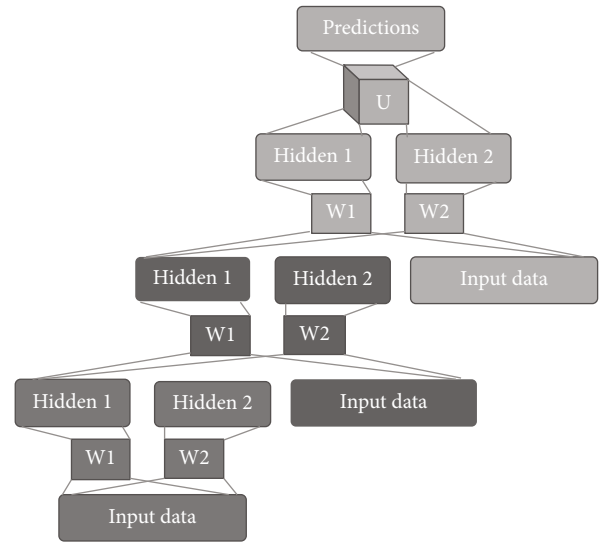 Predictions
U
Hidden 1
Hidden 2
W1
W2
Hidden 1
Hidden 2
Input data
W1
W2
Hidden 1
Hidden 2
Input data
W1
W2
Input data